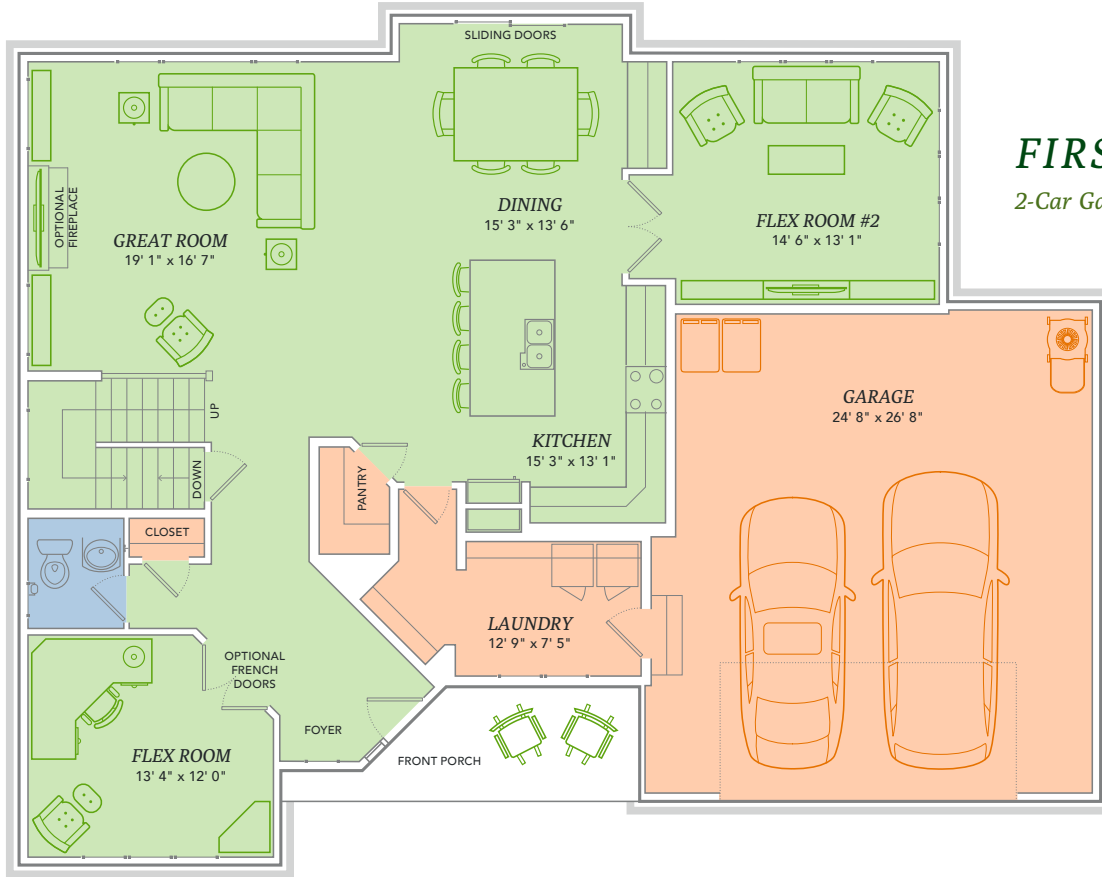 SLIDING DOORS
FIRS
2-Car Ga
OPTIONAL
FIREPLACE
GREAT ROOM
19' 1" x 16' 7"
DINING
15' 3" x 13' 6"
FLEX ROOM #2
14' 6" x 13' 1"
GARAGE
24' 8" x 26' 8"
UP
DOWN
KITCHEN
15' 3" x 13' 1"
PANTRY
CLOSET
LAUNDRY
12' 9" x 7' 5"
OPTIONAL
FRENCH
DOORS
FOYER
FRONT PORCH
FLEX ROOM
13' 4" x 12' 0"